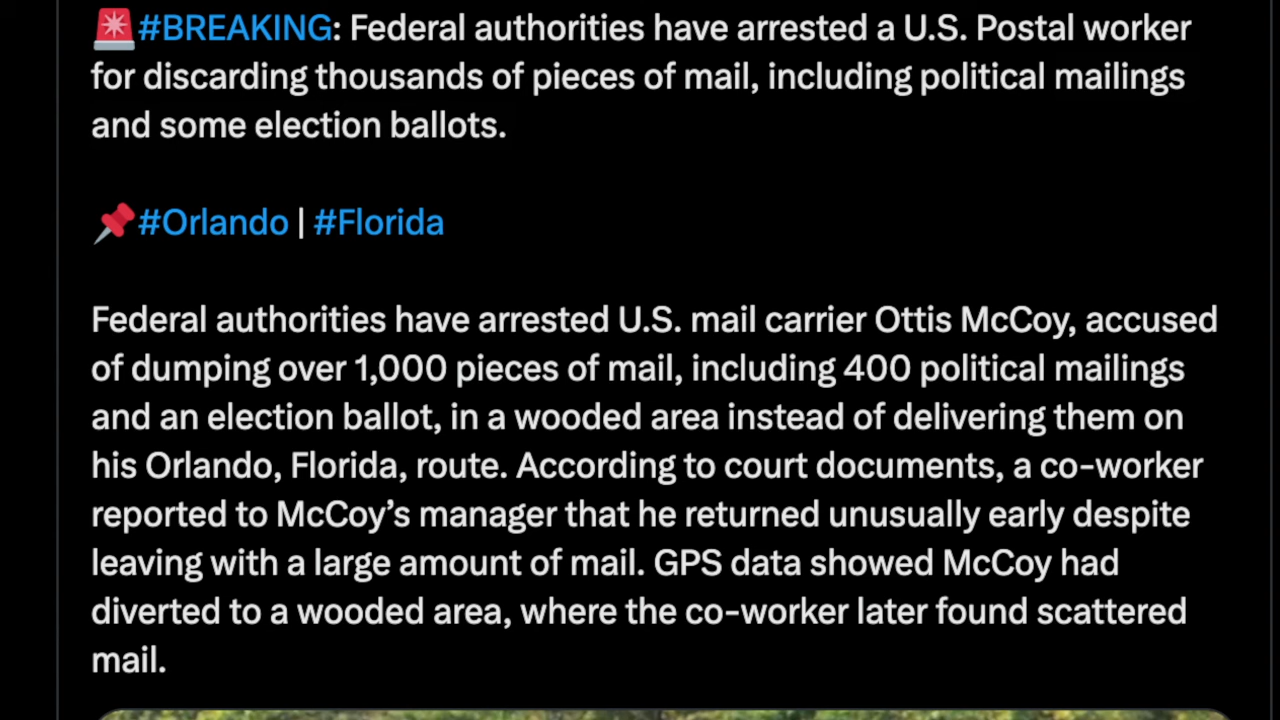 🚨#BREAKING: Federal authorities have arrested a U.S. Postal worker
for discarding thousands of pieces of mail, including political mailings
and some election ballots.
📌#Orlando | #Florida
Federal authorities have arrested U.S. mail carrier Ottis McCoy, accused
of dumping over 1,000 pieces of mail, including 400 political mailings
and an election ballot, in a wooded area instead of delivering them on
his Orlando, Florida, route. According to court documents, a co-worker
reported to McCoy’s manager that he returned unusually early despite
leaving with a large amount of mail. GPS data showed McCoy had
diverted to a wooded area, where the co-worker later found scattered
mail.